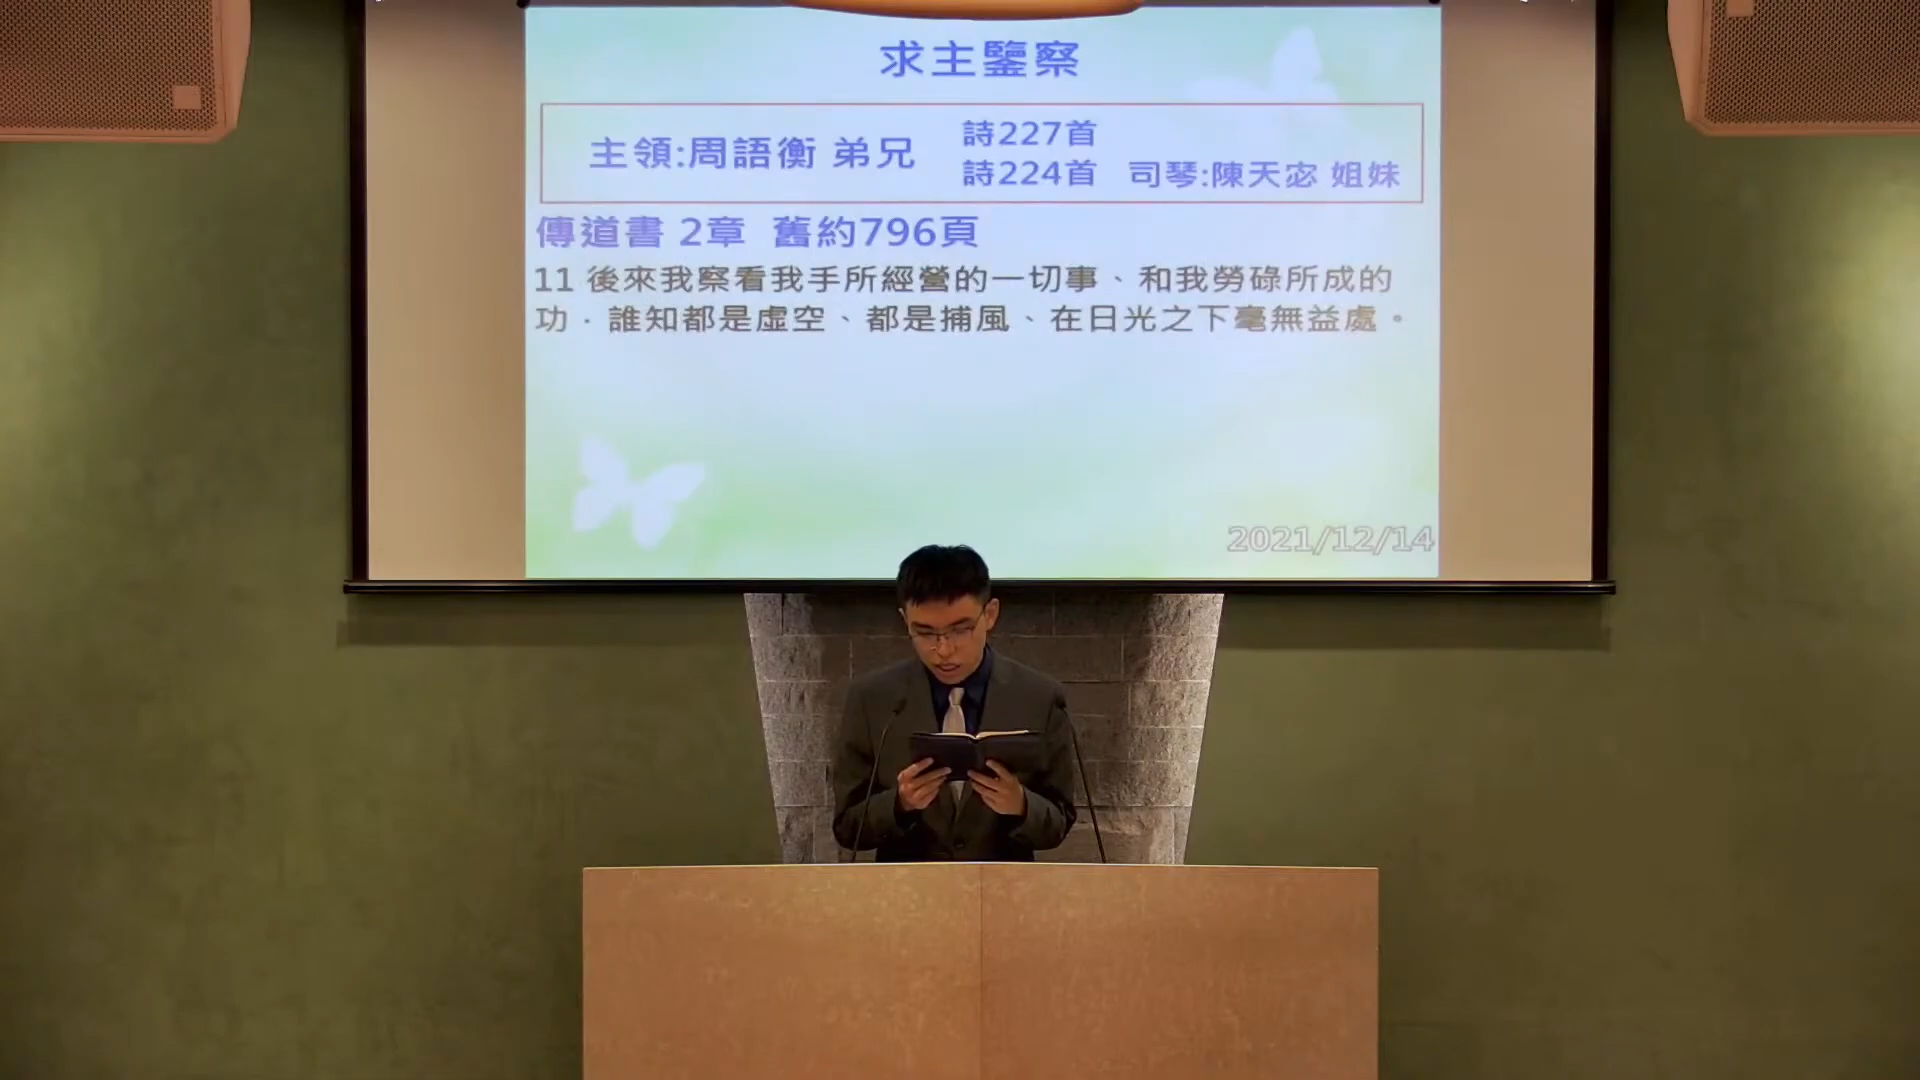 求主鑒察
主領:周語衡 弟兄
詩227首
詩224首 司琴:陳天宓 姐妹
傳道書 2章 舊約796頁
11 後來我察看我手所經營的一切事、和我勞碌所成的
功．誰知都是虛空、都是捕風、在日光之下毫無益處。
2021/12/14